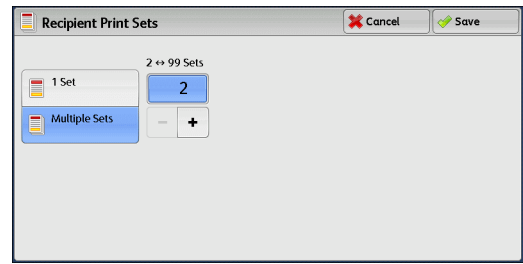 Recipient Print Sets
Cancel
Save
2 ↔ 99 Sets
1 Set
2
Multiple Sets
− +